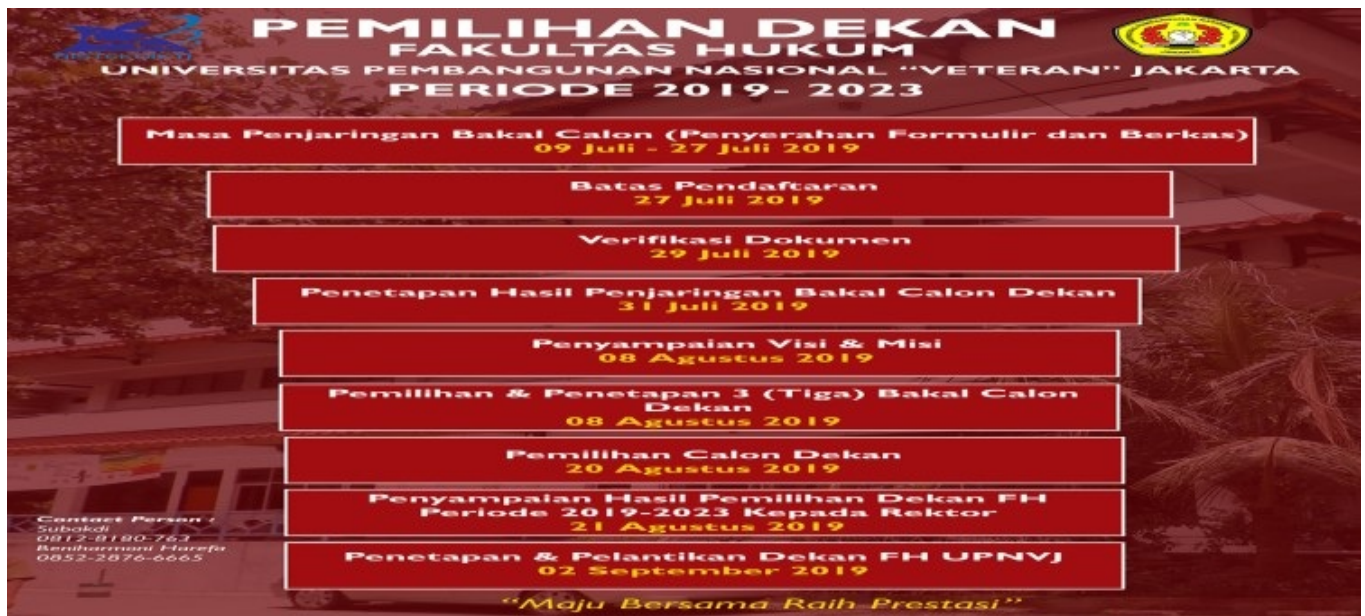 PEMILIHAN DEKAN
FAKULTAS HUKUM
UNIVERSITAS PEMBANGUNAN NASIONAL “VETERAN” JAKARTA
PERIODE 2019- 2023
Masa Penjaringan Bakal Calon (Penyerahan Formulir dan Berkas)
09 Juli - 27 Juli 2019
Batas Pendaftaran
27 Juli 2019
Verifikasi Dokumen
29 Juli 2019
Penetapan Hasil Penjaringan Bakal Calon Dekan
31 Juli 2019
Penyampaian Visi & Misi
08 Agustus 2019
Pemilihan & Penetapan 3 (Tiga) Bakal Calon
Dekan
08 Agustus 2019
Pemilihan Calon Dekan
20 Agustus 2019
Penyampaian Hasil Pemilihan Dekan FH
Periode 2019-2023 Kepada Rektor
21 Agustus 2019
Penetapan & Pelantikan Dekan FH UPNVJ
02 September 2019
Contact Person :
Subakdi
0812-8180-763
Beniharmoni Harefa
0852-2876-6665
“Maju Bersama Raih Prestasi”